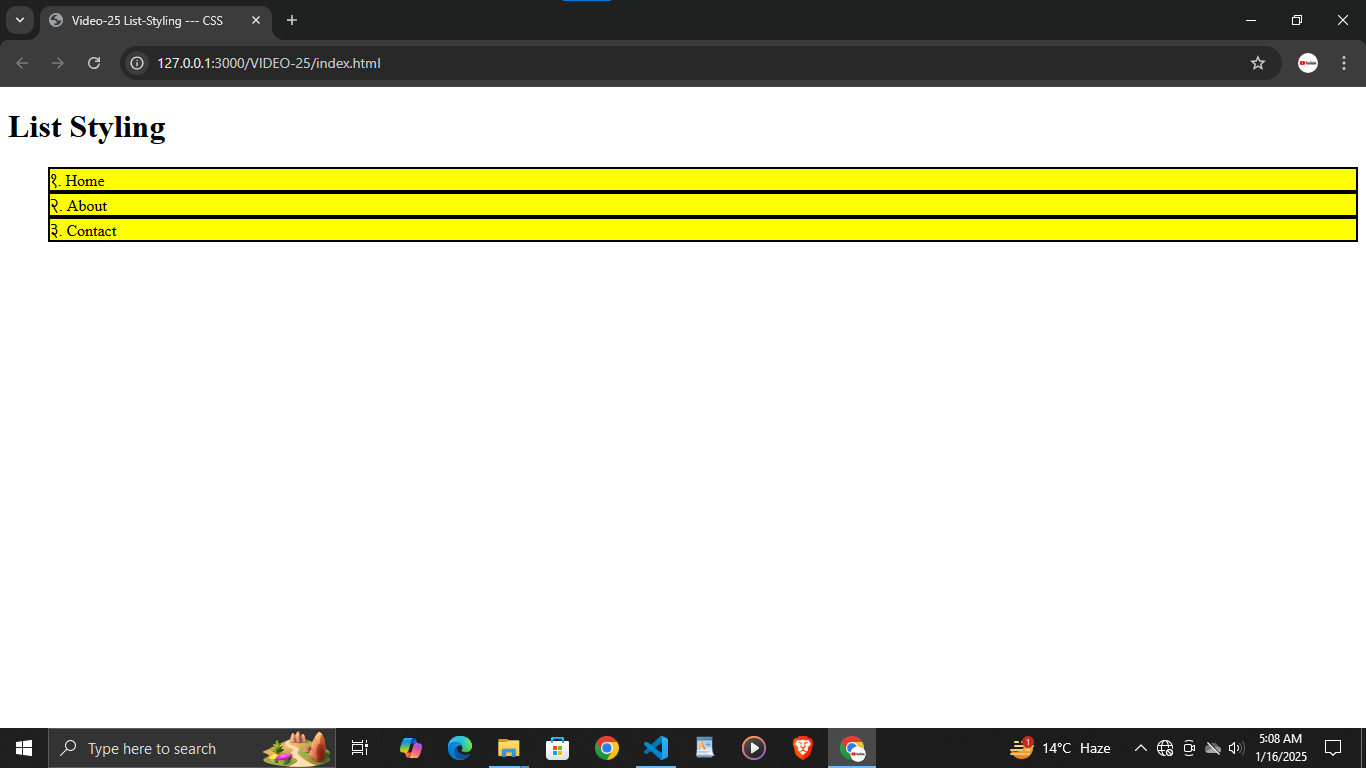 Video-25 List-Styling --- CSS
127.0.0.1:3000/VIDEO-25/index.html
List Styling
१. Home
२. About
३. Contact
Type here to search
1
14°C Haze
5:08 AM
1/16/2025